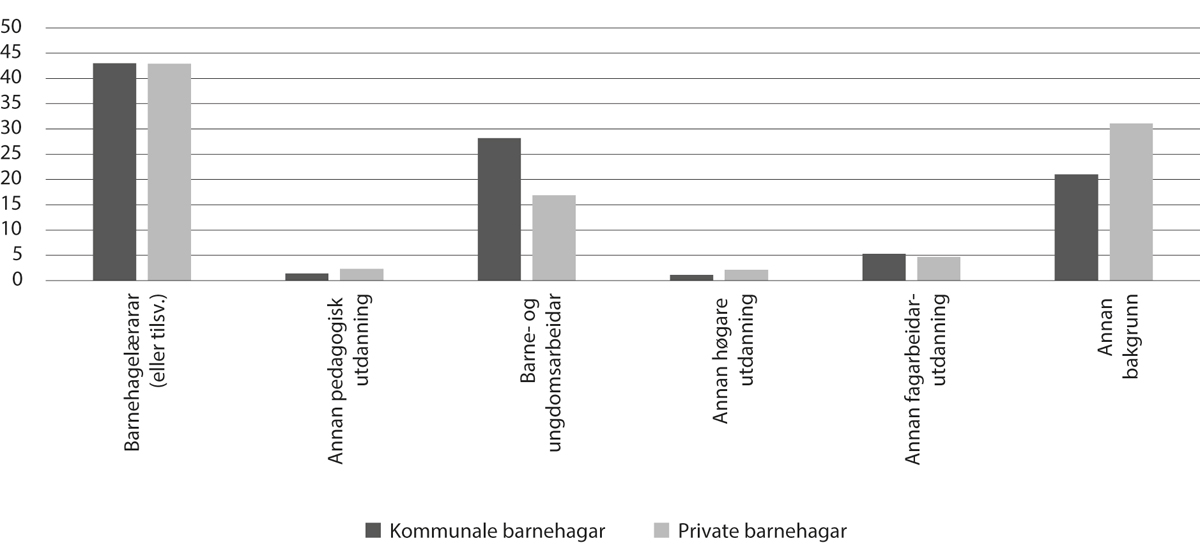 50
45
40
35
30
25
20
15
10
5
0
Barnehagelærarar
(eller tilsv.)
Annan pedagogisk
utdanning
Barne- og
ungdomsarbeidar
Annan høgare
utdanning
Annan fagarbeidar-
utdanning
Annan
bakgrunn
Kommunale barnehagar
Private barnehagar